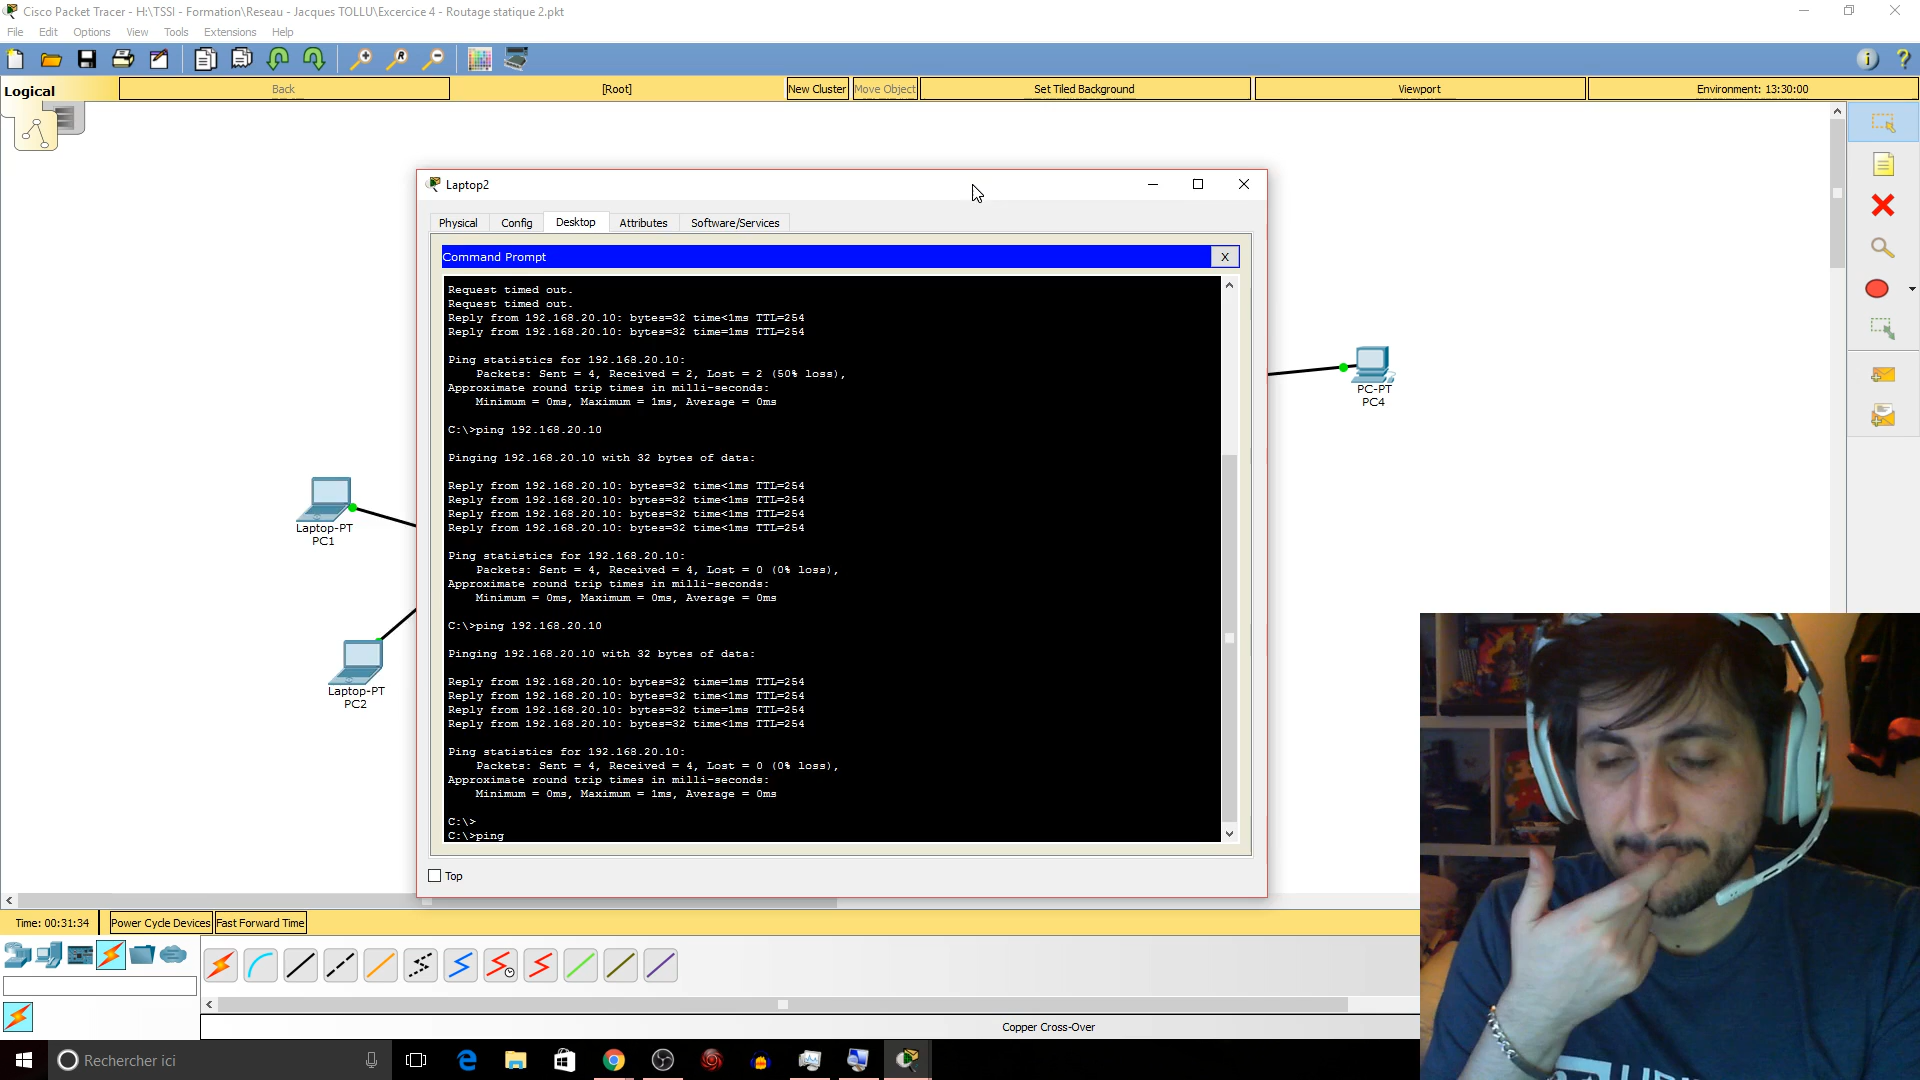 Cisco Packet Tracer - H:\TSSI - Formation\Reseau - Jacques TOLLU\Excercice 4 - Routage statique 2.pkt
File Edit Options View Tools Extensions Help
Logical
Back
[Root]
New Cluster
Move Object
Set Tiled Background
Viewport
Environment: 13:30:00
Laptop2
Physical Config Desktop Attributes Software/Services
Command Prompt
X
Request timed out.
Request timed out.
Reply from 192.168.20.10: bytes=32 time<1ms TTL=254
Reply from 192.168.20.10: bytes=32 time=1ms TTL=254
Ping statistics for 192.168.20.10:
Packets: Sent = 4, Received = 2, Lost = 2 (50% loss),
Approximate round trip times in milli-seconds:
Minimum = 0ms, Maximum = 1ms, Average = 0ms
C:\>ping 192.168.20.10
Pinging 192.168.20.10 with 32 bytes of data:
Reply from 192.168.20.10: bytes=32 time<1ms TTL=254
Reply from 192.168.20.10: bytes=32 time<1ms TTL=254
Reply from 192.168.20.10: bytes=32 time<1ms TTL=254
Reply from 192.168.20.10: bytes=32 time<1ms TTL=254
Ping statistics for 192.168.20.10:
Packets: Sent = 4, Received = 4, Lost = 0 (0% loss),
Approximate round trip times in milli-seconds:
Minimum = 0ms, Maximum = 0ms, Average = 0ms
C:\>ping 192.168.20.10
Pinging 192.168.20.10 with 32 bytes of data:
Reply from 192.168.20.10: bytes=32 time=1ms TTL=254
Reply from 192.168.20.10: bytes=32 time<1ms TTL=254
Reply from 192.168.20.10: bytes=32 time=1ms TTL=254
Reply from 192.168.20.10: bytes=32 time<1ms TTL=254
Ping statistics for 192.168.20.10:
Packets: Sent = 4, Received = 4, Lost = 0 (0% loss),
Approximate round trip times in milli-seconds:
Minimum = 0ms, Maximum = 1ms, Average = 0ms
C:\>
C:\>ping
Top
PC-PT
PC4
Laptop-PT
PC1
Laptop-PT
PC2
Time: 00:31:34
Power Cycle Devices
Fast Forward Time
Copper Cross-Over
Rechercher ici